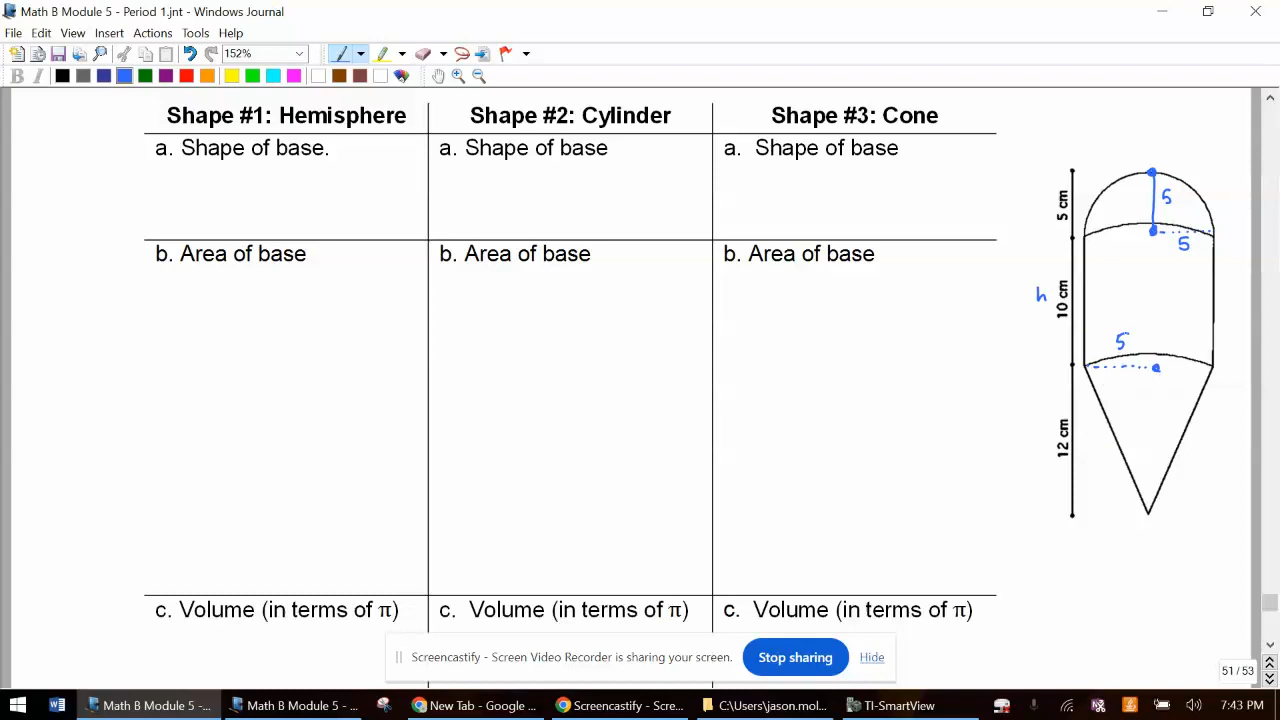 Math B Module 5 - Period 1.jnt - Windows Journal
File Edit View Insert Actions Tools Help
152%
B I
Shape #1: Hemisphere Shape #2: Cylinder Shape #3: Cone
a. Shape of base. a. Shape of base a. Shape of base
5 cm
5
5
b. Area of base b. Area of base b. Area of base
h 10 cm
5
12 cm
c. Volume (in terms of π) c. Volume (in terms of π) c. Volume (in terms of π)
Screencastify - Screen Video Recorder is sharing your screen. Stop sharing Hide
51 / 53
Math B Module 5 -... Math B Module 5 - ... New Tab - Google ... Screencastify - Scre... C:\Users\jason.mol... TI-SmartView 7:43 PM